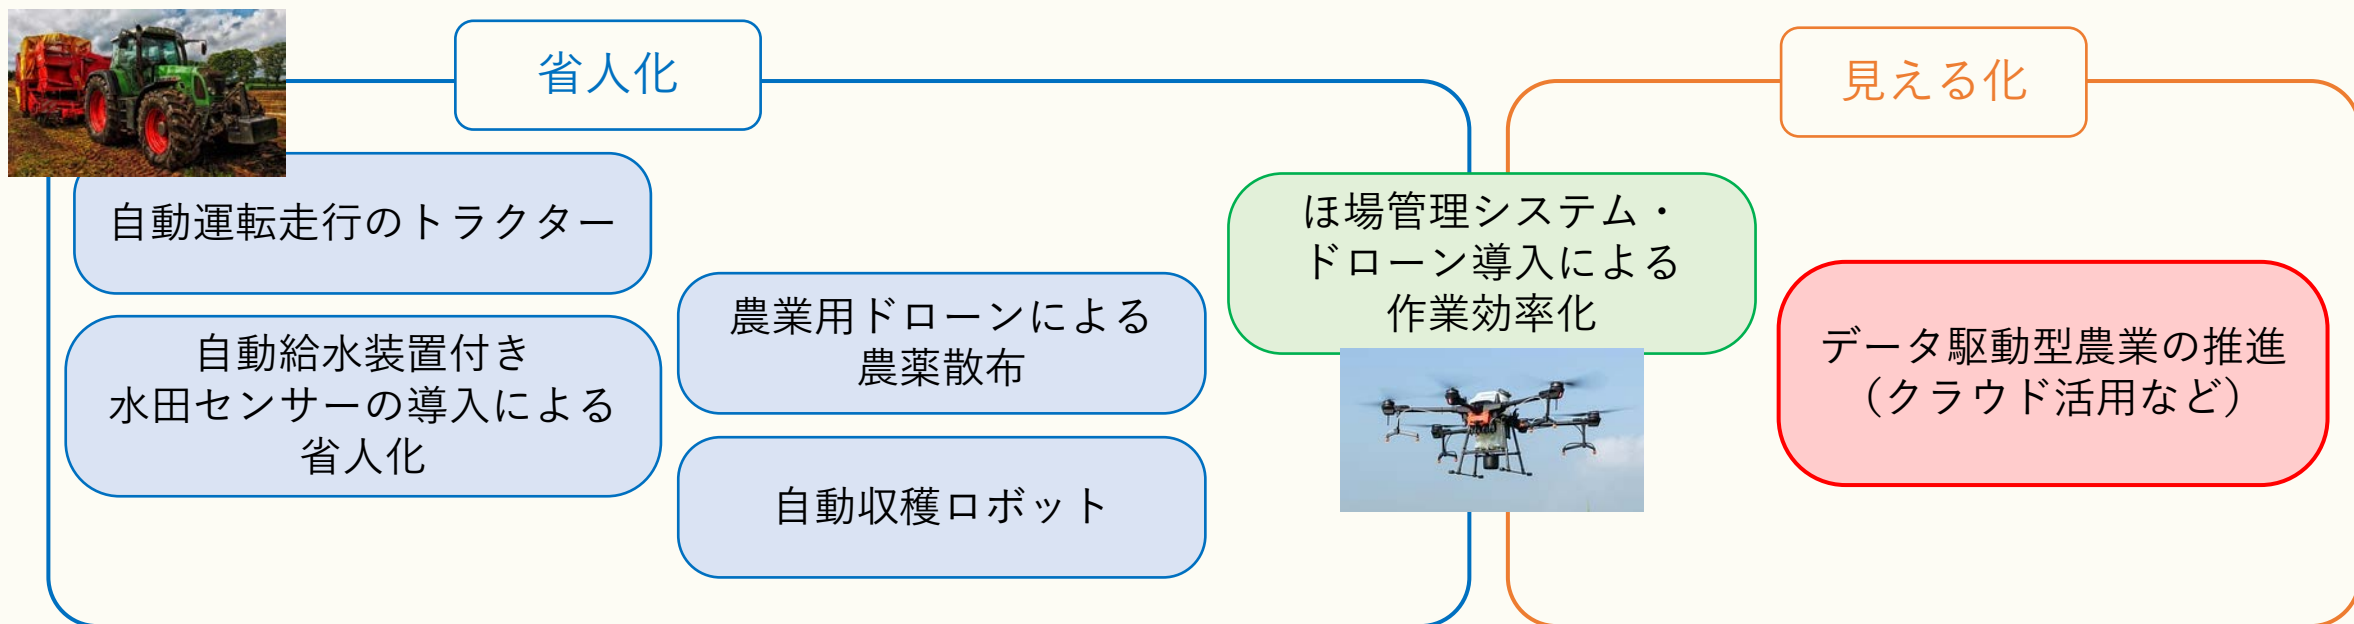 省人化
自動運転走行のトラクター
自動給水装置付き
水田センサーの導入による
省人化
農業用ドローンによる
農薬散布
自動収穫ロボット
ほ場管理システム・
ドローン導入による
作業効率化
見える化
データ駆動型農業の推進
（クラウド活用など）